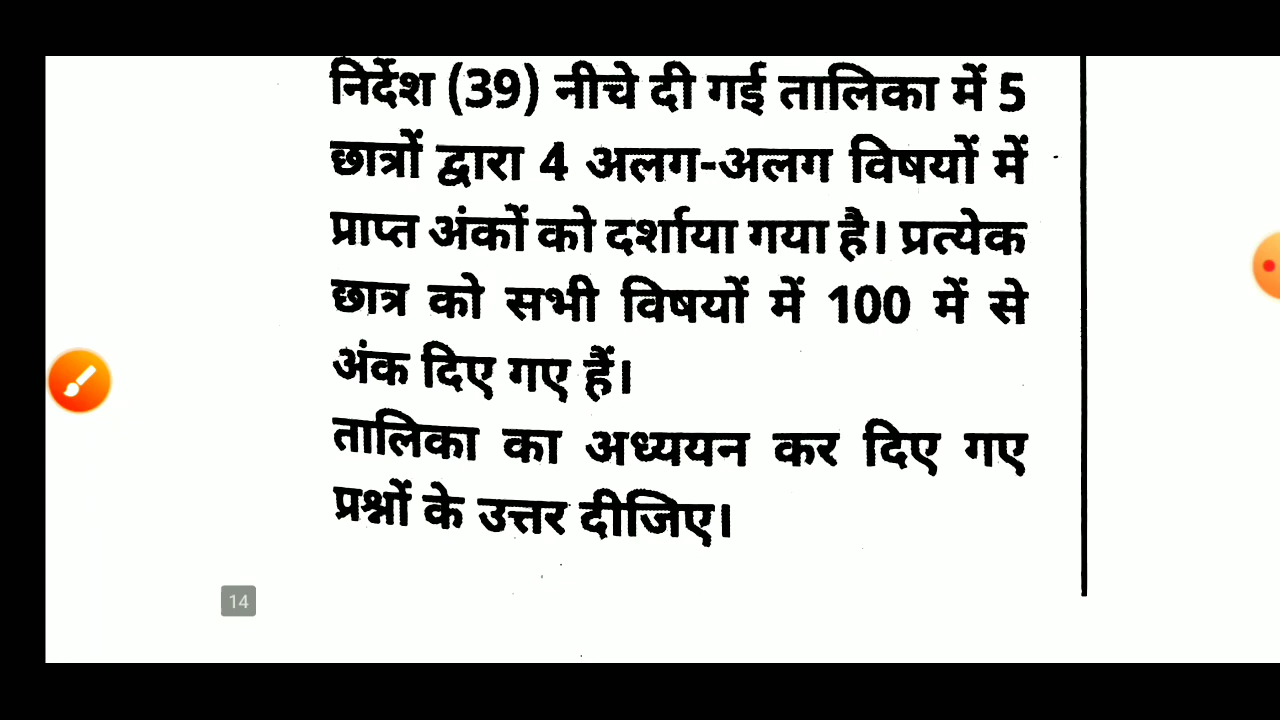 निर्देश (39) नीचे दी गई तालिका में 5
छात्रों द्वारा 4 अलग-अलग विषयों में
प्राप्त अंकों को दर्शाया गया है। प्रत्येक
छात्र को सभी विषयों में 100 में से
अंक दिए गए हैं।
तालिका का अध्ययन कर दिए गए
प्रश्नों के उत्तर दीजिए।
14